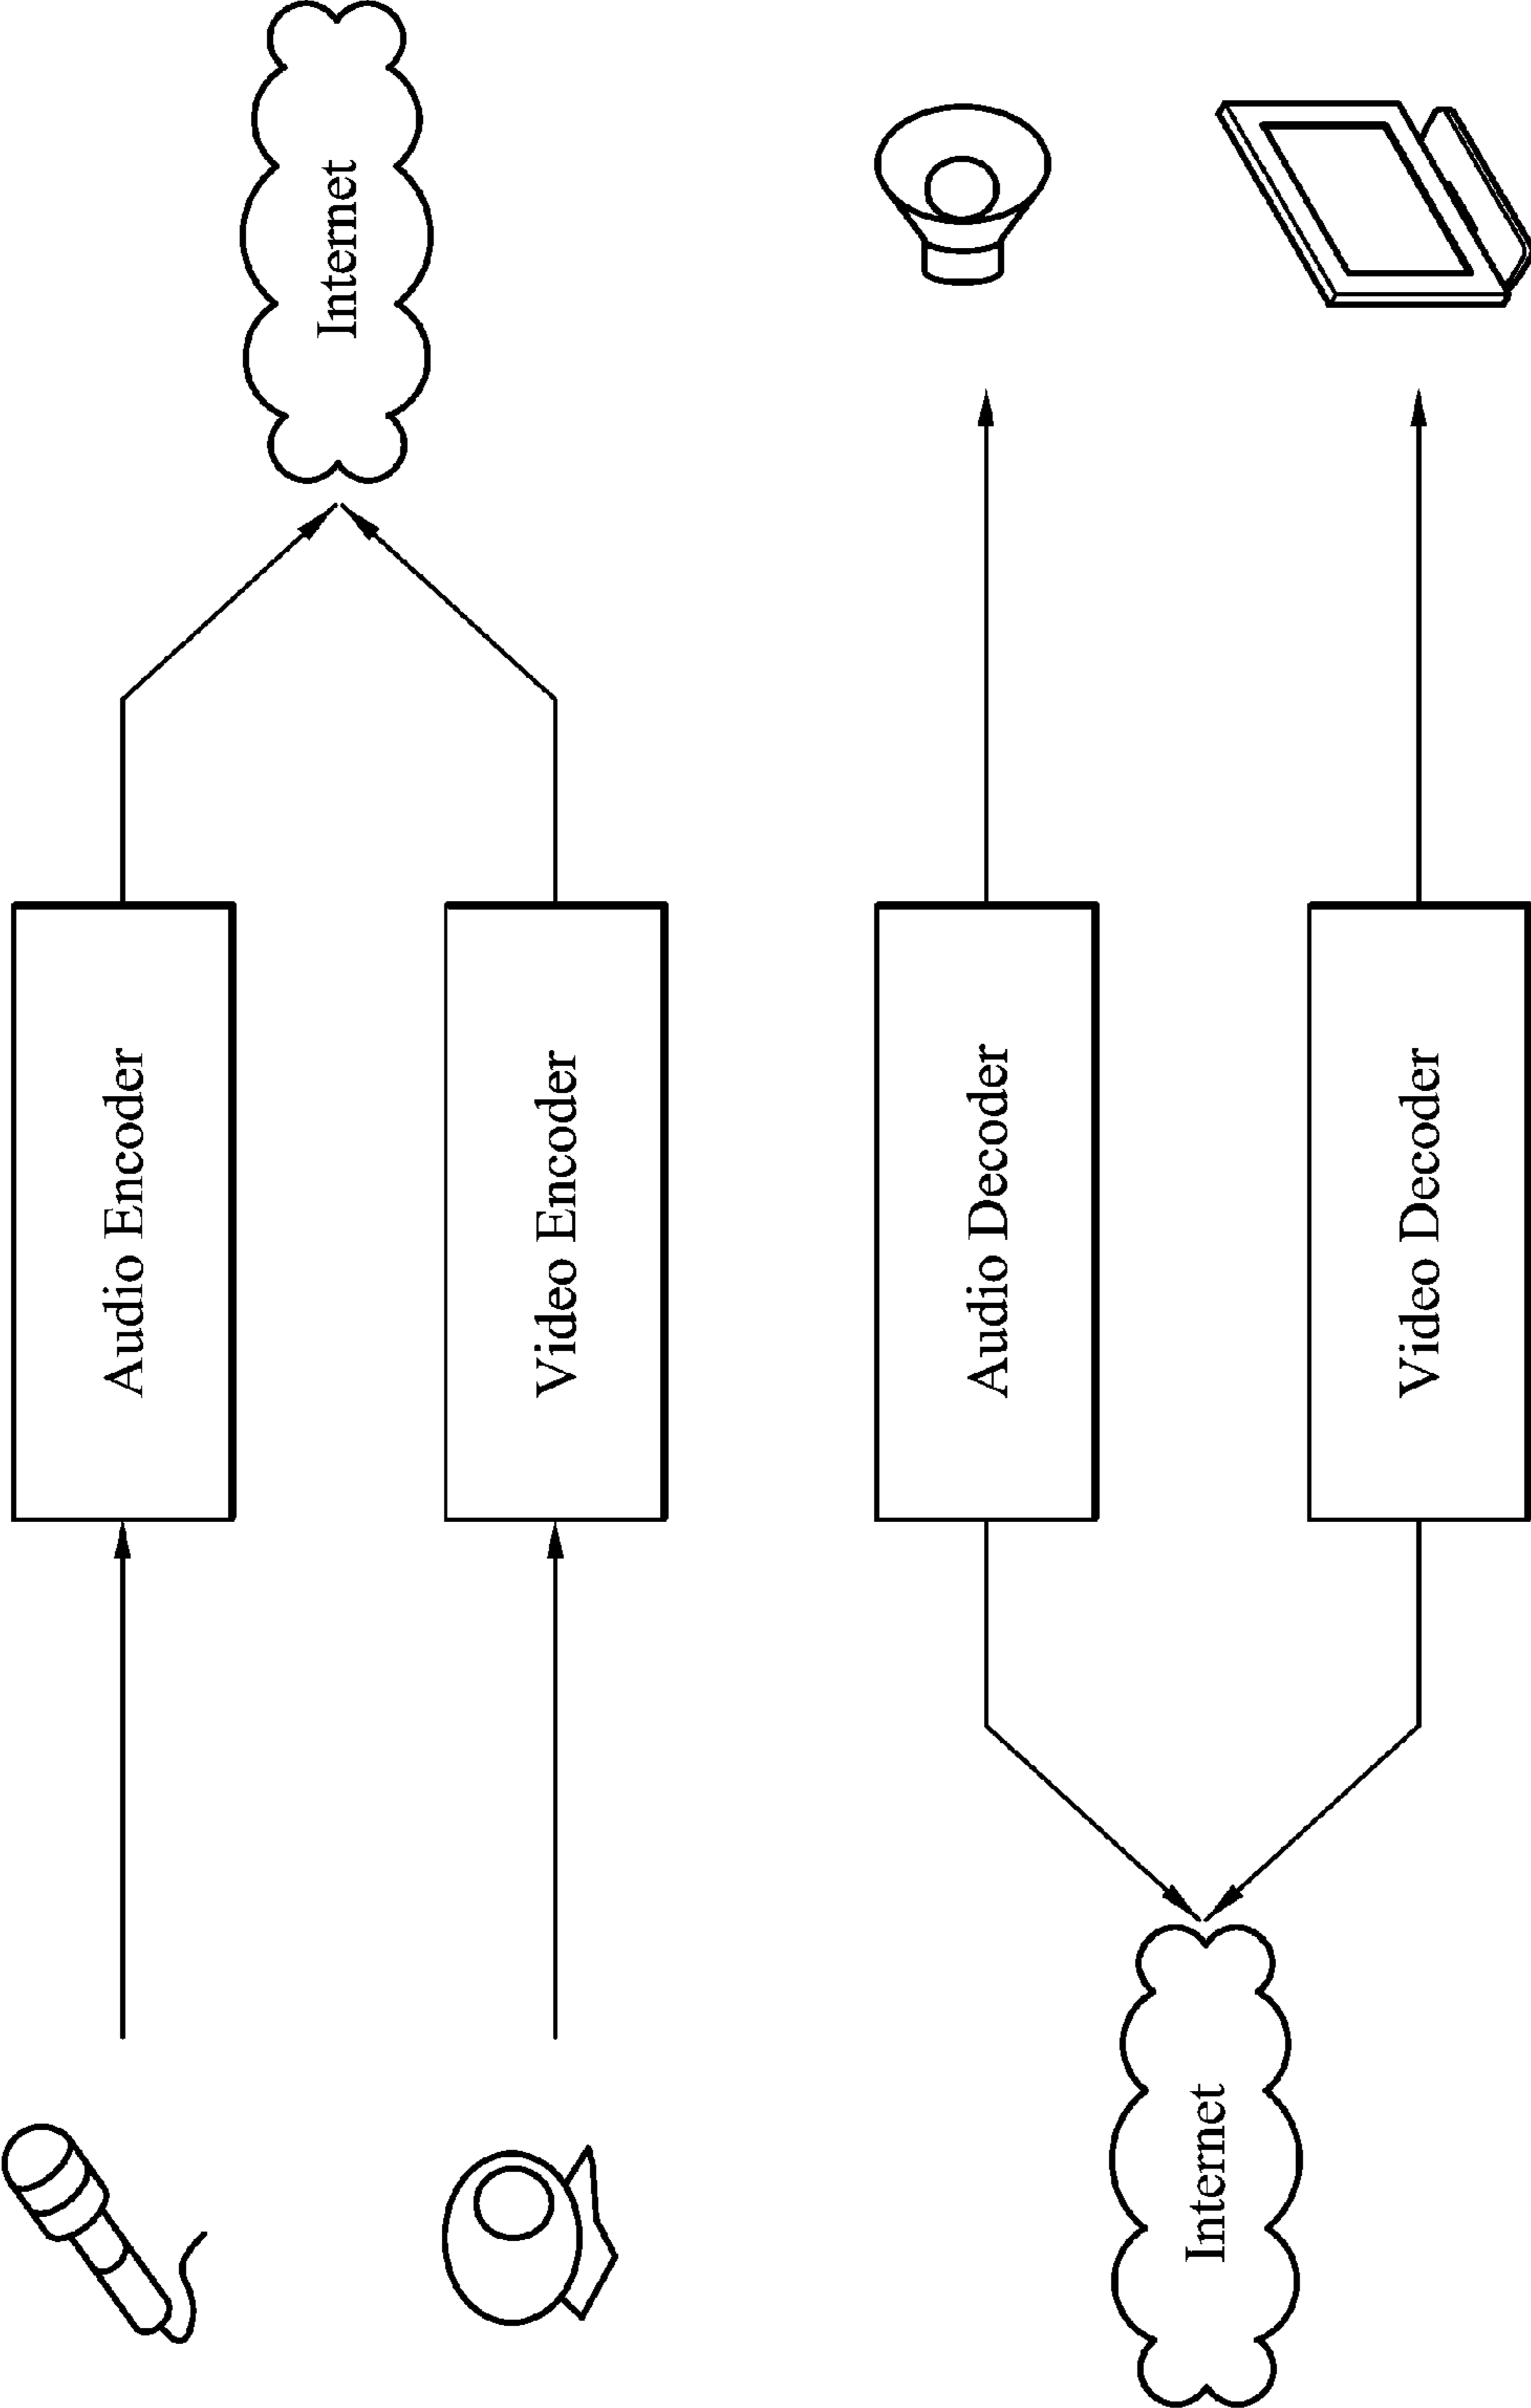 Audio Encoder
Internet
Video Encoder
Audio Decoder
Internet
Video Decoder